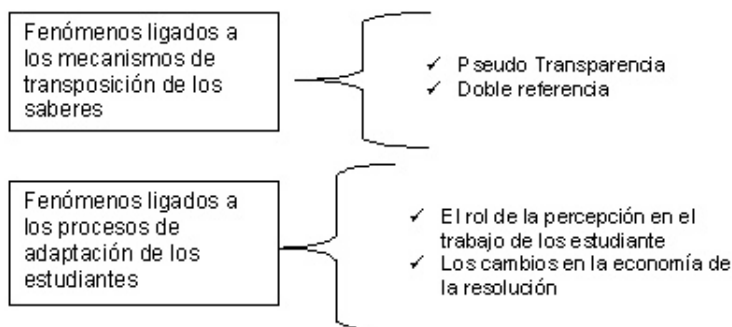 Fenómenos ligados a
los mecanismos de
transposición de los
saberes
✓ Pseudo Transparencia
✓ Doble referencia
Fenómenos ligados a
los procesos de
adaptación de los
estudiantes
✓ El rol de la percepción en el
trabajo de los estudiante
✓ Los cambios en la economía de
la resolución